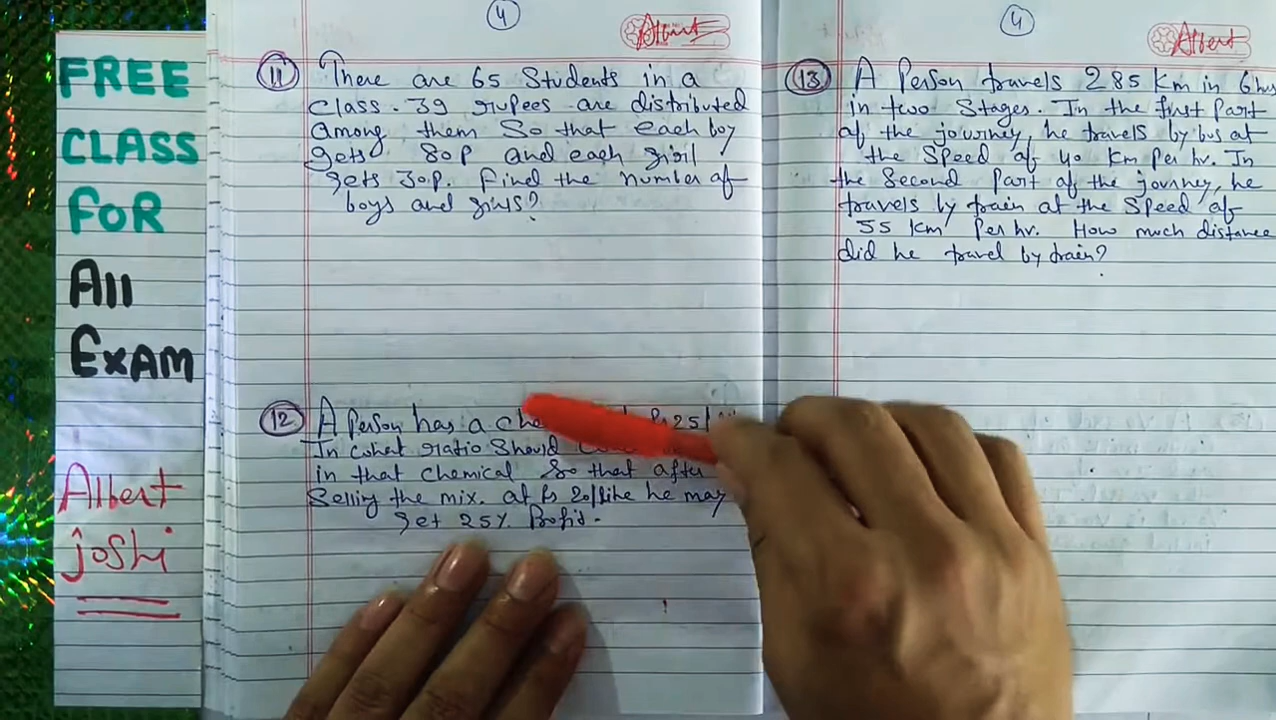 FREE
CLASS
FOR
All
Exam
Albert
joshi
4
Albert
11 There are 65 Students in a
class. 39 rupees are distributed
among them So that each boy
gets 80P and each girl
gets 30p. Find the number of
boys and girls?
12 A Person has a che Rs 25/
In what ratio Should
in that chemical So that after
Selling the mix. at Rs 20/litre he may
get 25% Profit.
4
Albert
13 A Person travels 285 Km in 6 hrs
in two Stages. In the first Part
of the journey, he travels by bus at
the Speed of 40 Km Per hr. In
the Second Part of the journey, he
travels by train at the Speed of
55 Km Per hr. How much distance
did he travel by train?